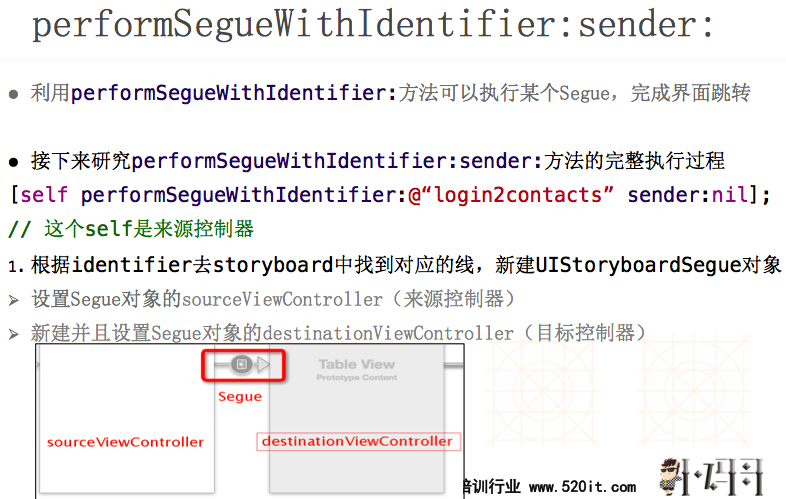 performSegueWithIdentifier:sender:
● 利用performSegueWithIdentifier:方法可以执行某个Segue，完成界面跳转
● 接下来研究performSegueWithIdentifier:sender:方法的完整执行过程
[self performSegueWithIdentifier:@“login2contacts” sender:nil];
// 这个self是来源控制器
1. 根据identifier去storyboard中找到对应的线，新建UIStoryboardSegue对象
➢ 设置Segue对象的sourceViewController（来源控制器）
➢ 新建并且设置Segue对象的destinationViewController（目标控制器）
Table View
Prototype Content
Segue
sourceViewController
destinationViewController
培训行业 www.520it.com
小码哥